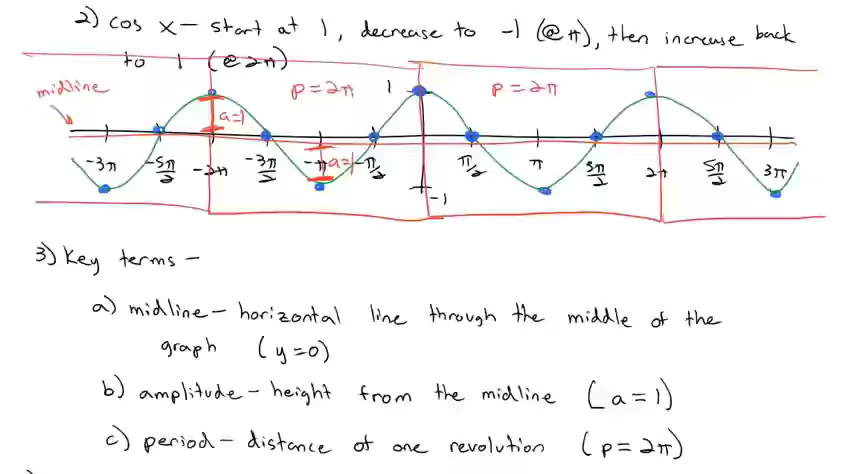 2) cos x — start at 1, decrease to -1 (@ π), then increase back
to 1 (@ 2π)
midline
p = 2π
1
p = 2π
a=1
-3π
-5π/2
-2π
-3π/2
-π
a=1
-π/2
π/2
π
3π/2
2π
5π/2
3π
-1
3) Key terms —
a) midline — horizontal line through the middle of the
graph (y=0)
b) amplitude — height from the midline (a = 1)
c) period — distance of one revolution (p = 2π)